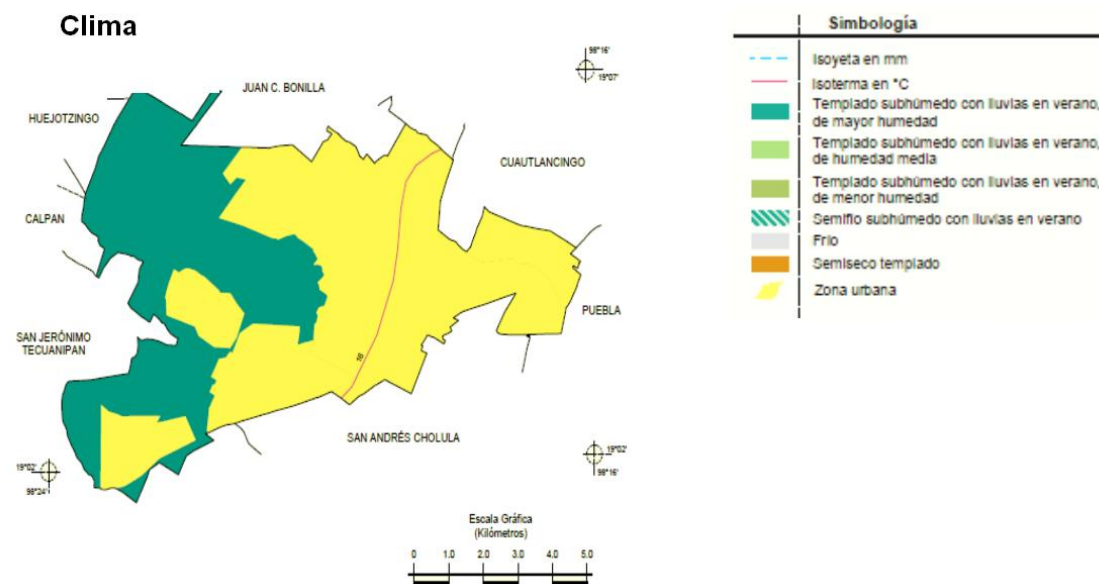 Clima
98°16'
19°07'
JUAN C. BONILLA
HUEJOTZINGO
CUAUTLANCINGO
CALPAN
PUEBLA
SAN JERÓNIMO
TECUANIPAN
16
SAN ANDRÉS CHOLULA
19°02'
98°24'
19°02'
98°16'
Escala Gráfica
(Kilómetros)
0 1.0 2.0 3.0 4.0 5.0
Simbología
Isoyeta en mm
Isoterma en °C
Templado subhúmedo con lluvias en verano,
de mayor humedad
Templado subhúmedo con lluvias en verano,
de humedad media
Templado subhúmedo con lluvias en verano,
de menor humedad
Semifío subhúmedo con lluvias en verano
Frío
Semiseco templado
Zona urbana